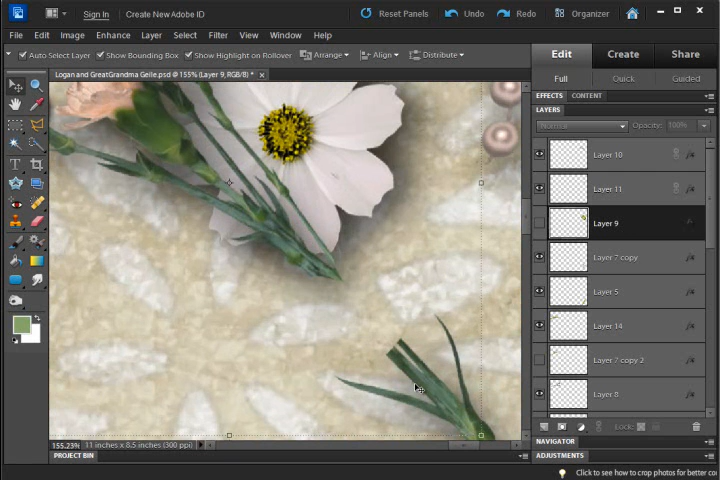 Sign In | Create New Adobe ID
Reset Panels Undo Redo Organizer
File Edit Image Enhance Layer Select Filter View Window Help
Auto Select Layer Show Bounding Box Show Highlight on Rollover Arrange Align Distribute
Edit Create Share
Logan and GreatGrandma Geile.psd @ 155% (Layer 9, RGB/8) * ×
Full Quick Guided
EFFECTS CONTENT
LAYERS
Normal Opacity: 100%
Layer 10
Layer 11
Layer 9
Layer 7 copy
Layer 5
Layer 14
Layer 7 copy 2
Layer 8
Lock:
155.23% 11 inches x 8.5 inches (300 ppi)
NAVIGATOR
PROJECT BIN
ADJUSTMENTS
Click to see how to crop photos for better co